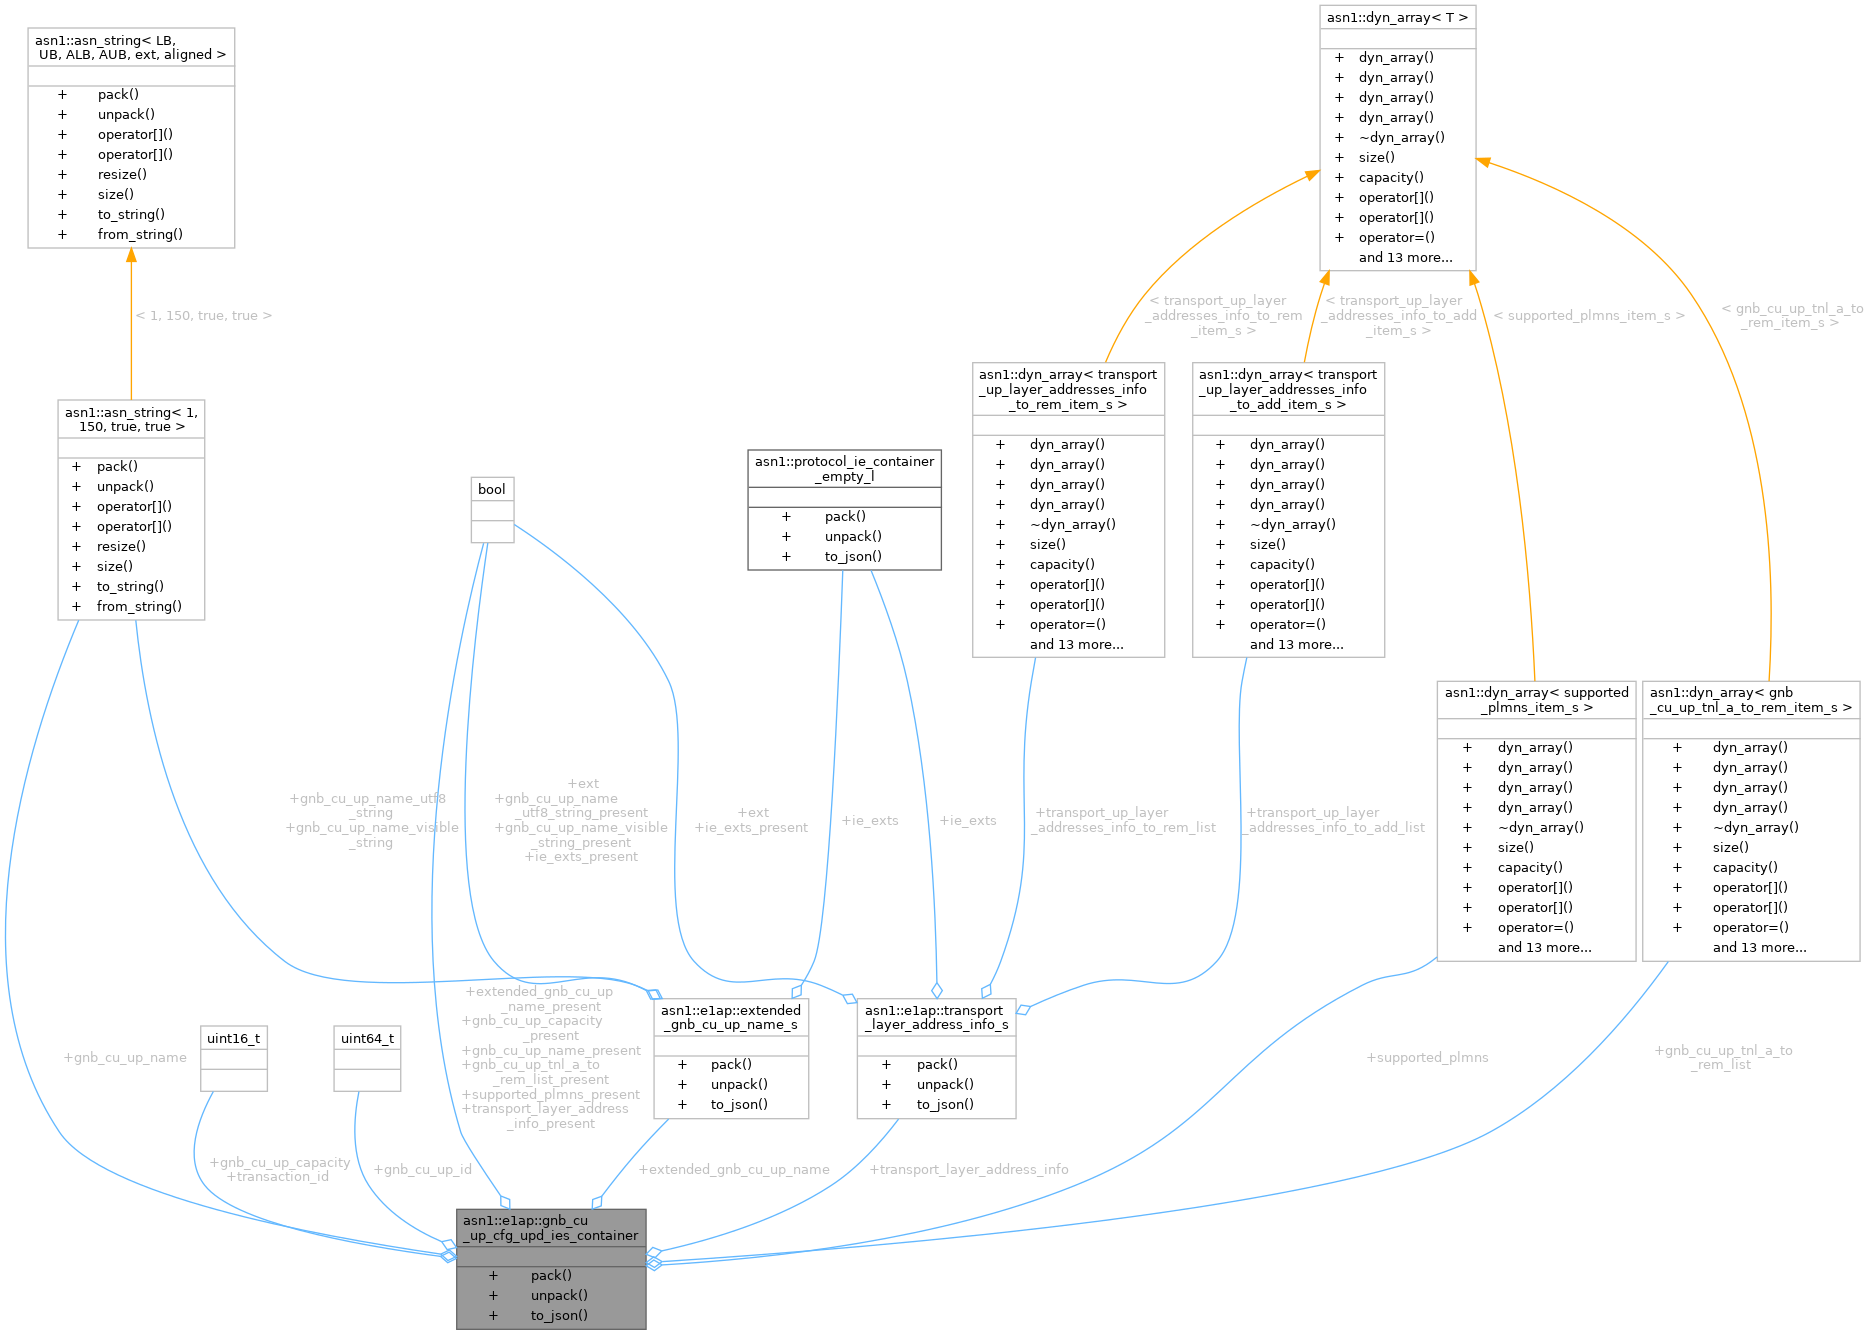 asn1::asn_string< LB,
UB, ALB, AUB, ext, aligned >
+ pack()
+ unpack()
+ operator[]()
+ operator[]()
+ resize()
+ size()
+ to_string()
+ from_string()
asn1::dyn_array< T >
+ dyn_array()
+ dyn_array()
+ dyn_array()
+ dyn_array()
+ ~dyn_array()
+ size()
+ capacity()
+ operator[]()
+ operator[]()
+ operator=()
and 13 more...
< 1, 150, true, true >
< transport_up_layer
_addresses_info_to_rem
_item_s >
< transport_up_layer
_addresses_info_to_add
_item_s >
< supported_plmns_item_s >
< gnb_cu_up_tnl_a_to
_rem_item_s >
asn1::asn_string< 1,
150, true, true >
+ pack()
+ unpack()
+ operator[]()
+ operator[]()
+ resize()
+ size()
+ to_string()
+ from_string()
bool
asn1::protocol_ie_container
_empty_l
+ pack()
+ unpack()
+ to_json()
asn1::dyn_array< transport
_up_layer_addresses_info
_to_rem_item_s >
+ dyn_array()
+ dyn_array()
+ dyn_array()
+ dyn_array()
+ ~dyn_array()
+ size()
+ capacity()
+ operator[]()
+ operator[]()
+ operator=()
and 13 more...
asn1::dyn_array< transport
_up_layer_addresses_info
_to_add_item_s >
+ dyn_array()
+ dyn_array()
+ dyn_array()
+ dyn_array()
+ ~dyn_array()
+ size()
+ capacity()
+ operator[]()
+ operator[]()
+ operator=()
and 13 more...
asn1::dyn_array< supported
_plmns_item_s >
+ dyn_array()
+ dyn_array()
+ dyn_array()
+ dyn_array()
+ ~dyn_array()
+ size()
+ capacity()
+ operator[]()
+ operator[]()
+ operator=()
and 13 more...
asn1::dyn_array< gnb
_cu_up_tnl_a_to_rem_item_s >
+ dyn_array()
+ dyn_array()
+ dyn_array()
+ dyn_array()
+ ~dyn_array()
+ size()
+ capacity()
+ operator[]()
+ operator[]()
+ operator=()
and 13 more...
+gnb_cu_up_name_utf8
_string
+gnb_cu_up_name_visible
_string
+ext
+gnb_cu_up_name
_utf8_string_present
+gnb_cu_up_name_visible
_string_present
+ie_exts_present
+ext
+ie_exts_present
+ie_exts
+ie_exts
+transport_up_layer
_addresses_info_to_rem_list
+transport_up_layer
_addresses_info_to_add_list
+gnb_cu_up_name
uint16_t
uint64_t
+extended_gnb_cu_up
_name_present
+gnb_cu_up_capacity
_present
+gnb_cu_up_name_present
+gnb_cu_up_tnl_a_to
_rem_list_present
+supported_plmns_present
+transport_layer_address
_info_present
asn1::e1ap::extended
_gnb_cu_up_name_s
+ pack()
+ unpack()
+ to_json()
asn1::e1ap::transport
_layer_address_info_s
+ pack()
+ unpack()
+ to_json()
+supported_plmns
+gnb_cu_up_tnl_a_to
_rem_list
+gnb_cu_up_capacity
+transaction_id
+gnb_cu_up_id
+extended_gnb_cu_up_name
+transport_layer_address_info
asn1::e1ap::gnb_cu
_up_cfg_upd_ies_container
+ pack()
+ unpack()
+ to_json()